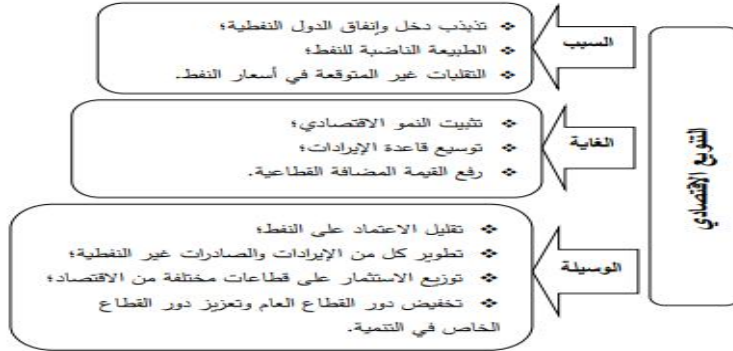 التنويع الاقتصادي
السبب
❖ تذبذب دخل وإنفاق الدول النفطية؛
❖ الطبيعة الناضبة للنفط؛
❖ التقلبات غير المتوقعة في أسعار النفط.
الغاية
❖ تثبيت النمو الاقتصادي؛
❖ توسيع قاعدة الإيرادات؛
❖ رفع القيمة المضافة القطاعية.
الوسيلة
❖ تقليل الاعتماد على النفط؛
❖ تطوير كل من الإيرادات والصادرات غير النفطية؛
❖ توزيع الاستثمار على قطاعات مختلفة من الاقتصاد؛
❖ تخفيض دور القطاع العام وتعزيز دور القطاع
الخاص في التنمية.